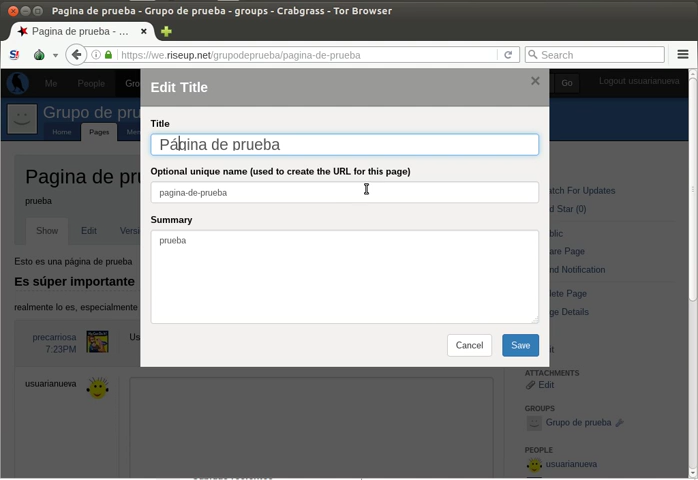 Pagina de prueba - Grupo de prueba - groups - Crabgrass - Tor Browser
Pagina de prueba - …
https://we.riseup.net/grupodeprueba/pagina-de-prueba
Search
Me People Go Logout usuarianueva
Grupo de pru
Home Pages
Edit Title
Title
Página de prueba
Optional unique name (used to create the URL for this page)
pagina-de-prueba
Summary
prueba
Cancel Save
Pagina de pru
prueba
Show Edit
Esto es una página de prueba
Es súper importante
realmente lo es, especialmente
precarriosa
7:23PM
Us
usuarianueva
atch For Updates
d Star (0)
blic
are Page
nd Notification
lete Page
ge Details
ATTACHMENTS
Edit
GROUPS
Grupo de prueba
PEOPLE
usuarianueva